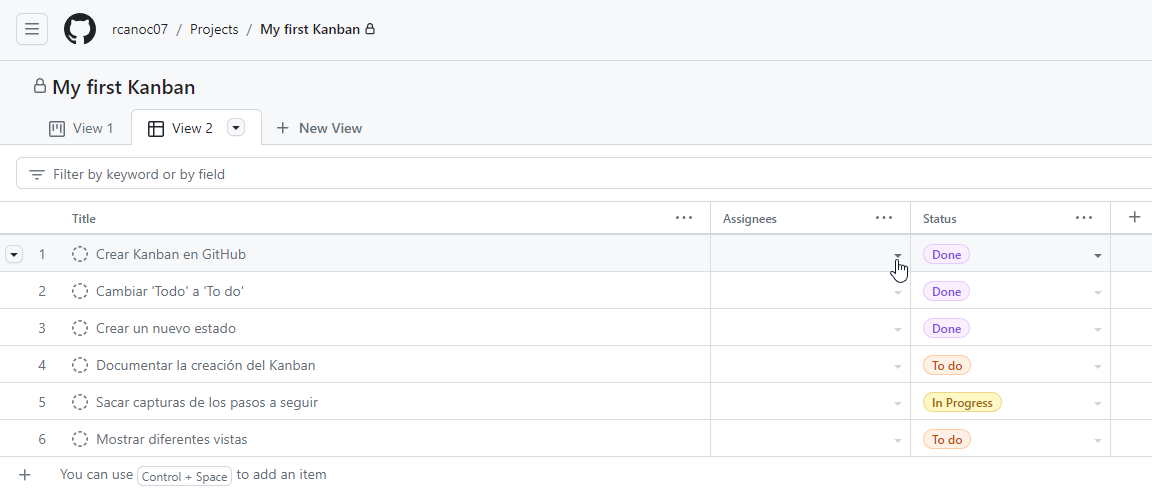 rcanoc07 / Projects / My first Kanban
My first Kanban
View 1 View 2 + New View
Filter by keyword or by field
Title ... Assignees ... Status ... +
1 Crear Kanban en GitHub Done
2 Cambiar 'Todo' a 'To do' Done
3 Crear un nuevo estado Done
4 Documentar la creación del Kanban To do
5 Sacar capturas de los pasos a seguir In Progress
6 Mostrar diferentes vistas To do
+ You can use Control + Space to add an item